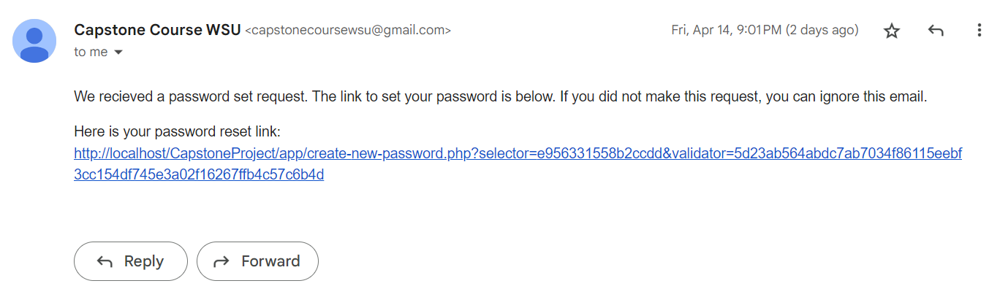 Capstone Course WSU <capstonecoursewsu@gmail.com> Fri, Apr 14, 9:01 PM (2 days ago)
to me
We recieved a password set request. The link to set your password is below. If you did not make this request, you can ignore this email.
Here is your password reset link:
http://localhost/CapstoneProject/app/create-new-password.php?selector=e956331558b2ccdd&validator=5d23ab564abdc7ab7034f86115eebf
3cc154df745e3a02f16267ffb4c57c6b4d
Reply Forward